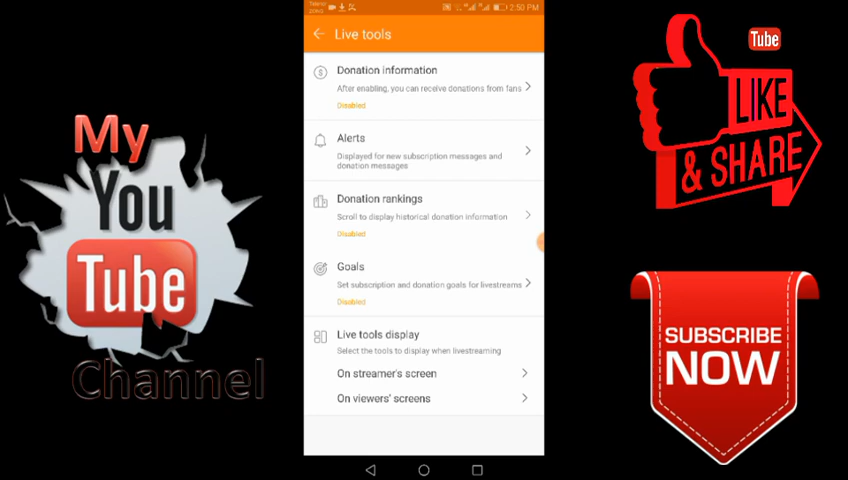 My
You
Tube
Channel
2:50 PM
Live tools
Donation information
After enabling, you can receive donations from fans
Disabled
Alerts
Displayed for new subscription messages and
donation messages
Donation rankings
Scroll to display historical donation information
Disabled
Goals
Set subscription and donation goals for livestreams
Disabled
Live tools display
Select the tools to display when livestreaming
On streamer's screen
On viewers' screens
Tube
LIKE
& SHARE
SUBSCRIBE
NOW